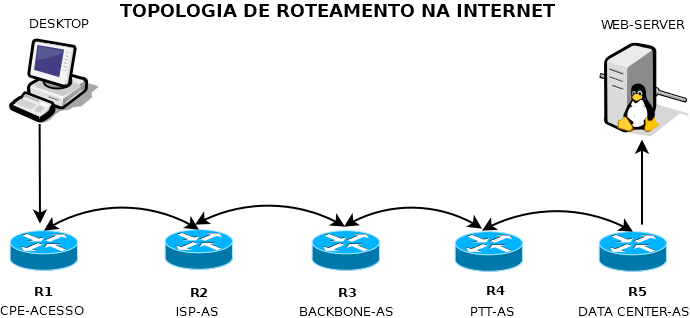 TOPOLOGIA DE ROTEAMENTO NA INTERNET
DESKTOP
WEB-SERVER
R1
R2
R3
R4
R5
CPE-ACESSO
ISP-AS
BACKBONE-AS
PTT-AS
DATA CENTER-AS